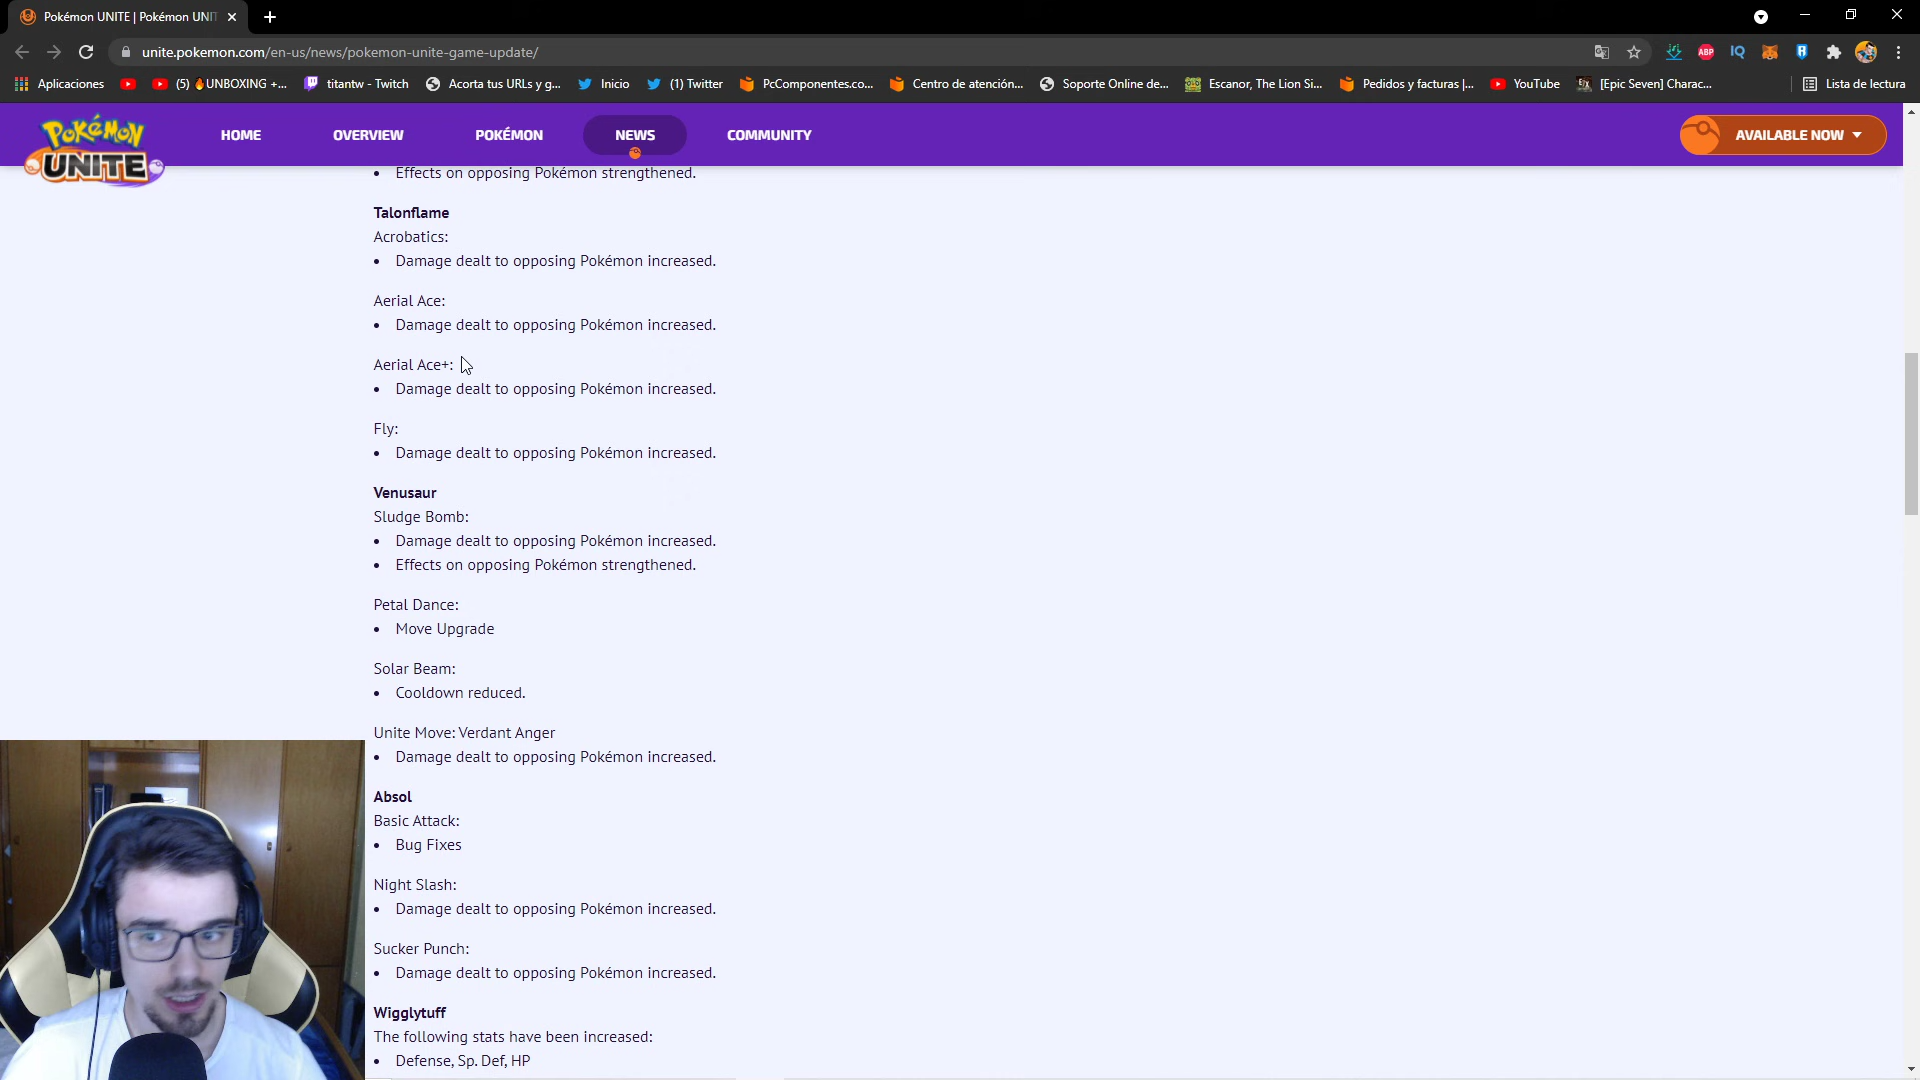 Pokémon UNITE | Pokémon UNIT
unite.pokemon.com/en-us/news/pokemon-unite-game-update/
ABP
IQ
Aplicaciones
(5) 🔥UNBOXING +...
titantw - Twitch
Acorta tus URLs y g...
Inicio
(1) Twitter
PcComponentes.co...
Centro de atención...
Soporte Online de...
Escanor, The Lion Si...
Pedidos y facturas |...
YouTube
[Epic Seven] Charac...
Lista de lectura
POKÉMON
UNITE
HOME
OVERVIEW
POKÉMON
NEWS
COMMUNITY
AVAILABLE NOW
• Effects on opposing Pokémon strengthened.
Talonflame
Acrobatics:
• Damage dealt to opposing Pokémon increased.
Aerial Ace:
• Damage dealt to opposing Pokémon increased.
Aerial Ace+:
• Damage dealt to opposing Pokémon increased.
Fly:
• Damage dealt to opposing Pokémon increased.
Venusaur
Sludge Bomb:
• Damage dealt to opposing Pokémon increased.
• Effects on opposing Pokémon strengthened.
Petal Dance:
• Move Upgrade
Solar Beam:
• Cooldown reduced.
Unite Move: Verdant Anger
• Damage dealt to opposing Pokémon increased.
Absol
Basic Attack:
• Bug Fixes
Night Slash:
• Damage dealt to opposing Pokémon increased.
Sucker Punch:
• Damage dealt to opposing Pokémon increased.
Wigglytuff
The following stats have been increased:
• Defense, Sp. Def, HP